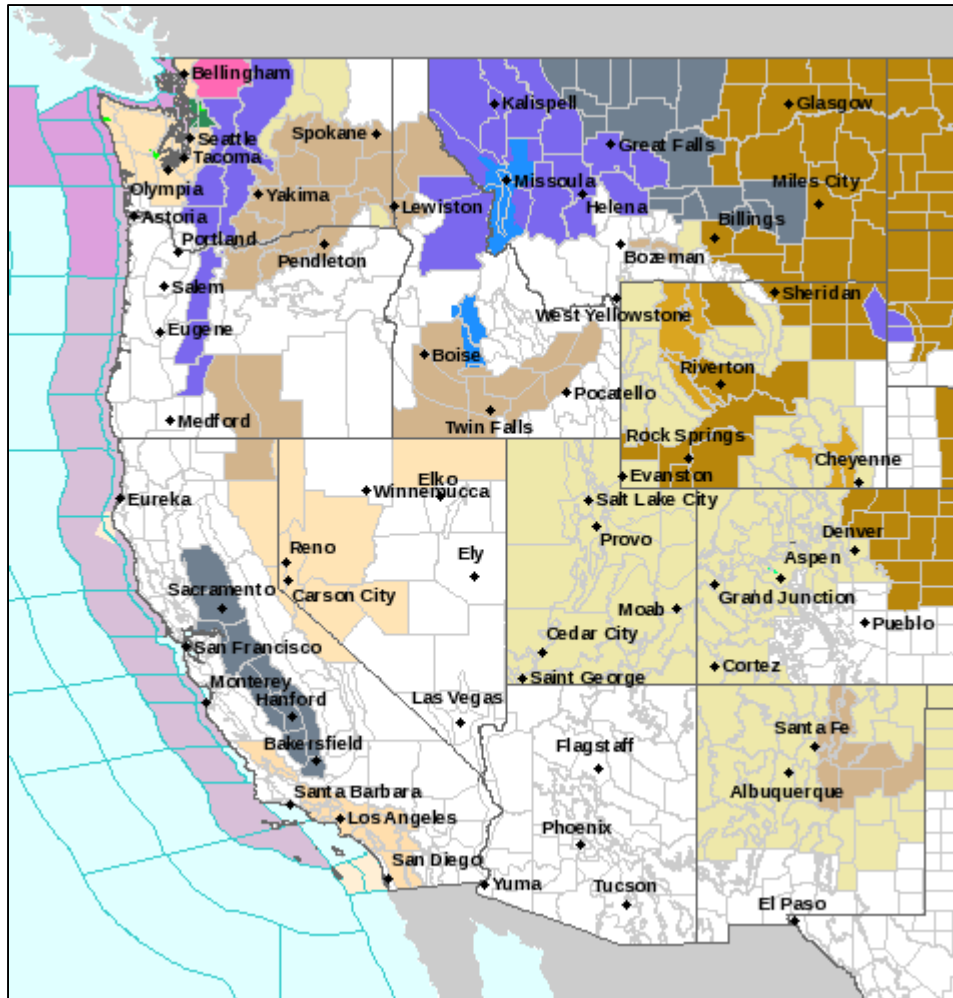 Bellingham
Kalispell
Glasgow
Spokane
Seattle
Great Falls
Tacoma
Missoula
Miles City
Olympia
Yakima
Helena
Lewiston
Astoria
Billings
Portland
Bozeman
Pendleton
Salem
Sheridan
West Yellowstone
Eugene
Boise
Riverton
Pocatello
Medford
Twin Falls
Rock Springs
Cheyenne
Evanston
Elko
Winnemucca
Eureka
Salt Lake City
Denver
Provo
Reno
Ely
Aspen
Sacramento
Carson City
Grand Junction
Moab
Pueblo
San Francisco
Cedar City
Cortez
Saint George
Monterey
Las Vegas
Hanford
Santa Fe
Bakersfield
Flagstaff
Albuquerque
Santa Barbara
Los Angeles
Phoenix
San Diego
Yuma
Tucson
El Paso